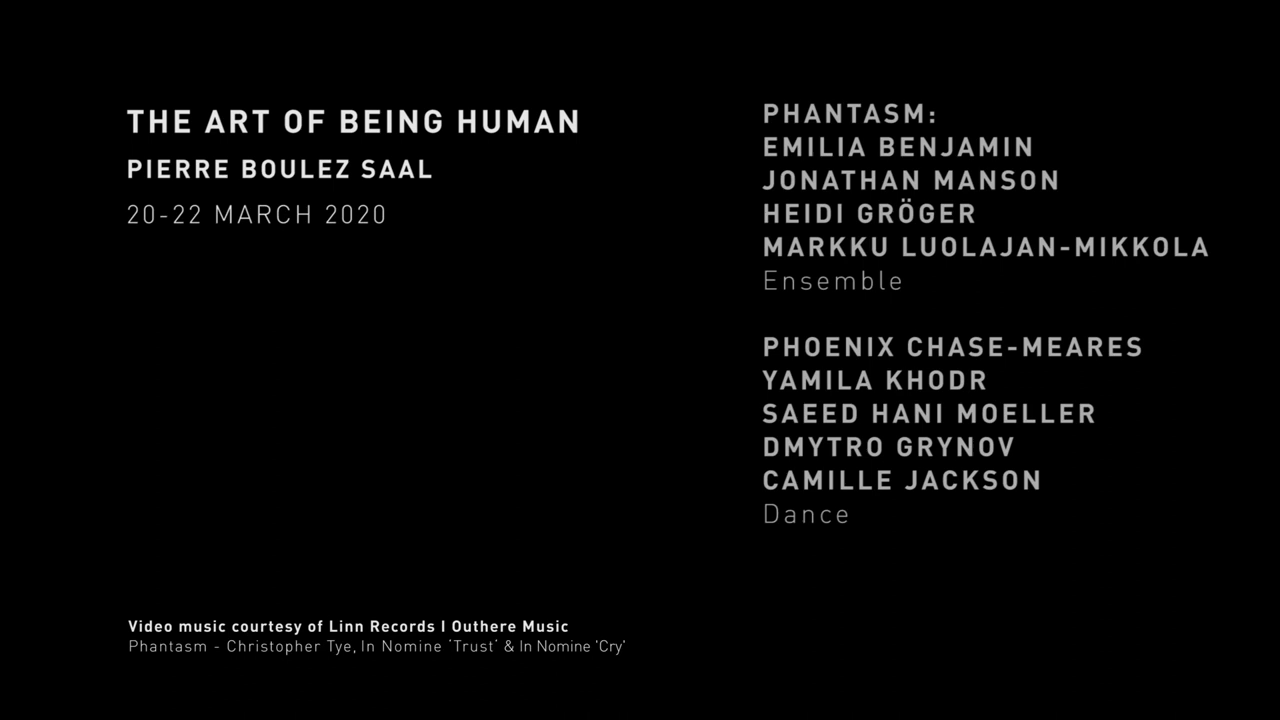 THE ART OF BEING HUMAN
PIERRE BOULEZ SAAL
20-22 MARCH 2020
PHANTASM:
EMILIA BENJAMIN
JONATHAN MANSON
HEIDI GRÖGER
MARKKU LUOLAJAN-MIKKOLA
Ensemble
PHOENIX CHASE-MEARES
YAMILA KHODR
SAEED HANI MOELLER
DMYTRO GRYNOV
CAMILLE JACKSON
Dance
Video music courtesy of Linn Records I Outhere Music
Phantasm - Christopher Tye, In Nomine ‘Trust‘ & In Nomine 'Cry'